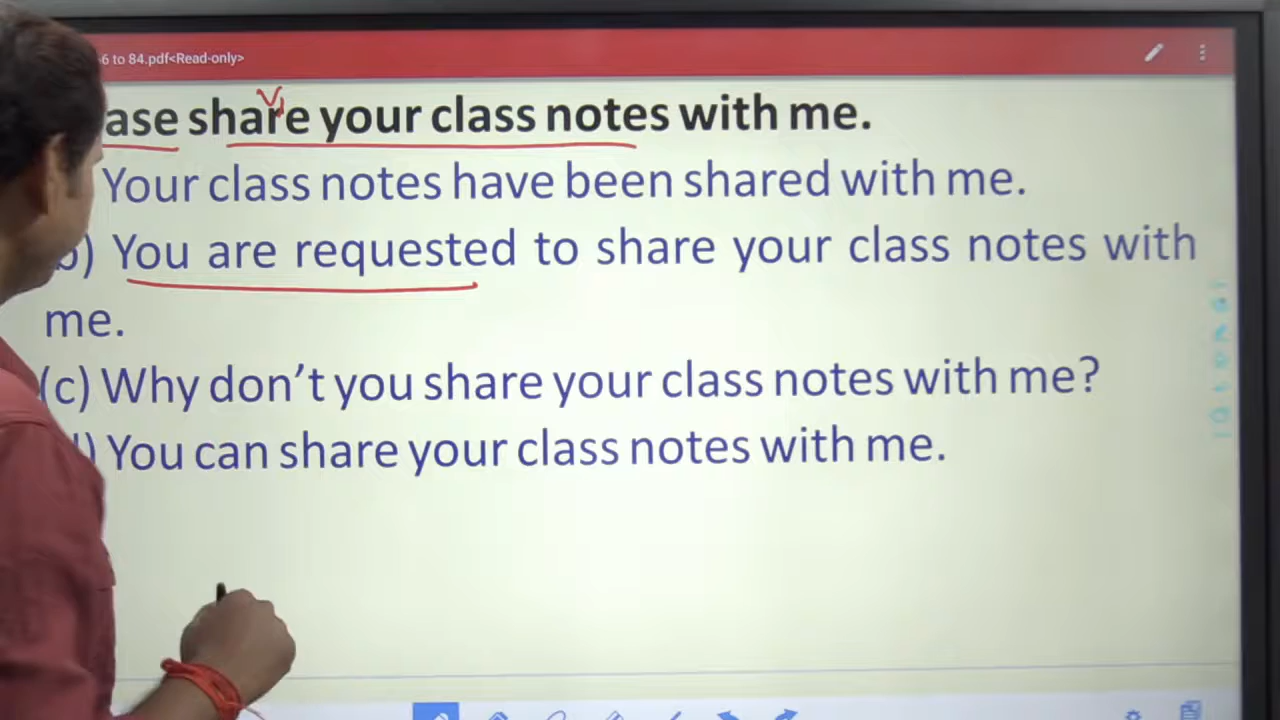 -6 to 84.pdf<Read-only>
ase share your class notes with me.
Your class notes have been shared with me.
b) You are requested to share your class notes with
me.
(c) Why don't you share your class notes with me?
d) You can share your class notes with me.